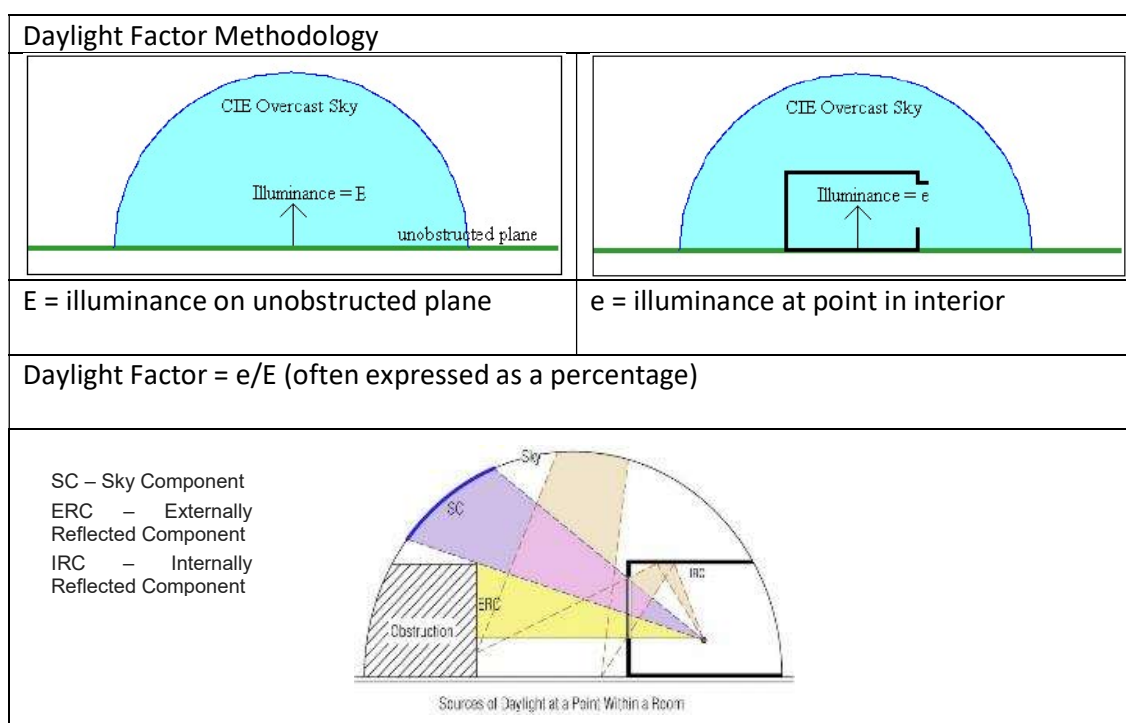 Daylight Factor Methodology
CIE Overcast Sky
Illuminance = E
unobstructed plane
CIE Overcast Sky
Illuminance = e
E = illuminance on unobstructed plane
e = illuminance at point in interior
Daylight Factor = e/E (often expressed as a percentage)
SC – Sky Component
ERC – Externally
Reflected Component
IRC – Internally
Reflected Component
Sky
SC
ERC
IRC
Obstruction
Sources of Daylight at a Point Within a Room